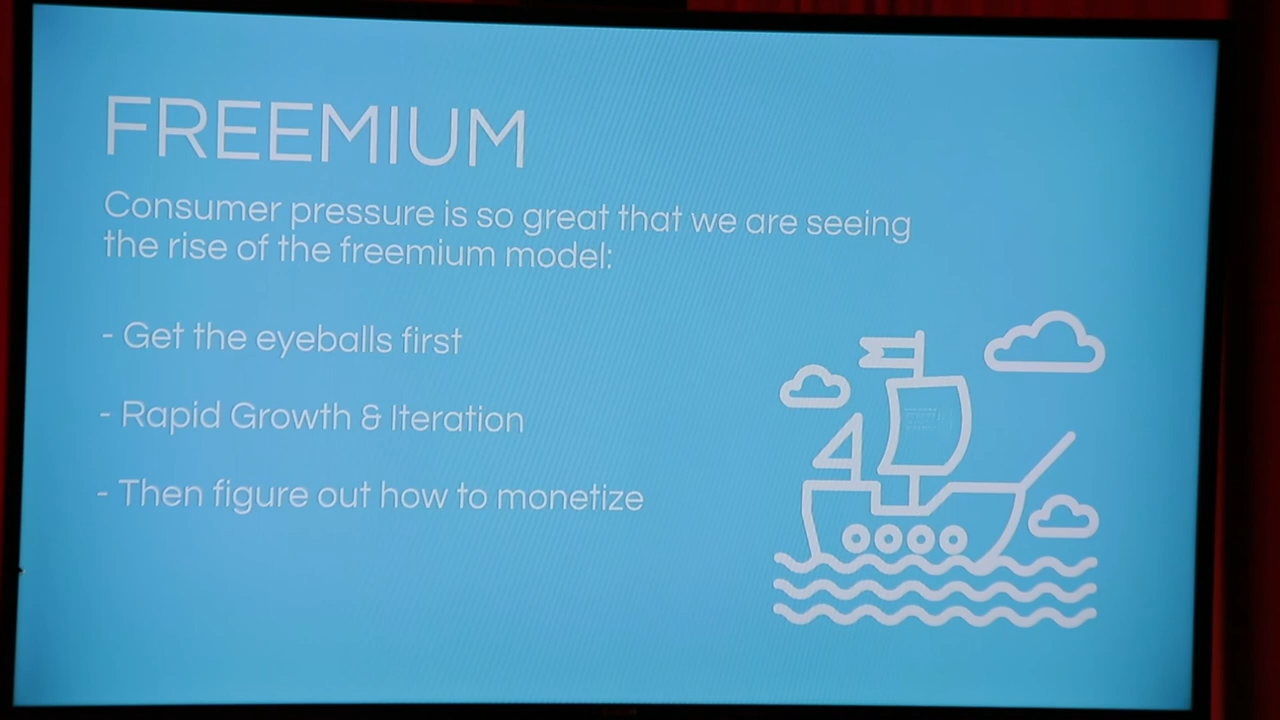 FREEMIUM
Consumer pressure is so great that we are seeing
the rise of the freemium model:
- Get the eyeballs first
- Rapid Growth & Iteration
- Then figure out how to monetize